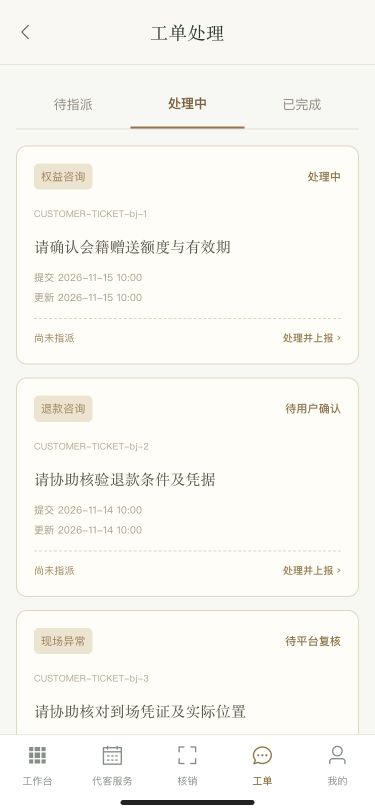 工单处理
待指派 处理中 已完成
权益咨询 处理中
CUSTOMER-TICKET-bj-1
请确认会籍赠送额度与有效期
提交 2026-11-15 10:00
更新 2026-11-15 10:00
尚未指派 处理并上报 ›
退款咨询 待用户确认
CUSTOMER-TICKET-bj-2
请协助核验退款条件及凭据
提交 2026-11-14 10:00
更新 2026-11-14 10:00
尚未指派 处理并上报 ›
现场异常 待平台复核
CUSTOMER-TICKET-bj-3
请协助核对到场凭证及实际位置
工作台 代客服务 核销 工单 我的